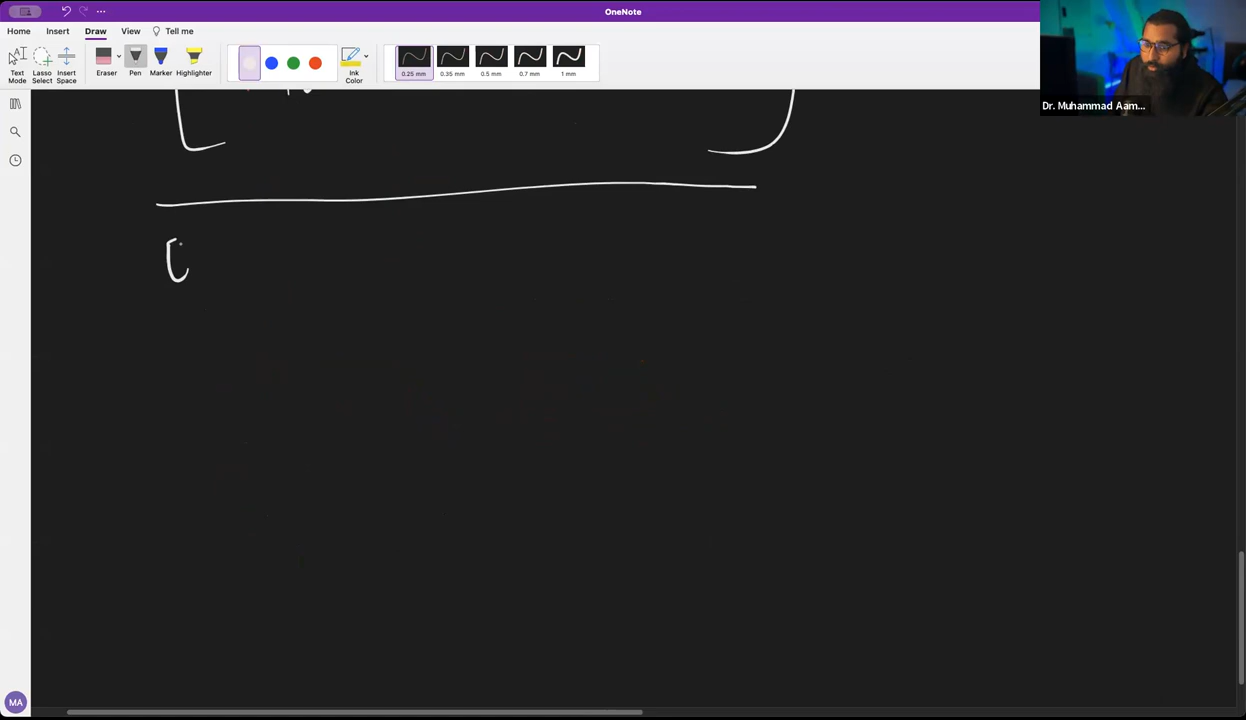 OneNote
Home Insert Draw View Tell me
Text Mode
Lasso Select
Insert Space
Eraser
Pen
Marker
Highlighter
Ink Color
0.25 mm
0.35 mm
0.5 mm
0.7 mm
1 mm
Dr. Muhammad Aam...
MA